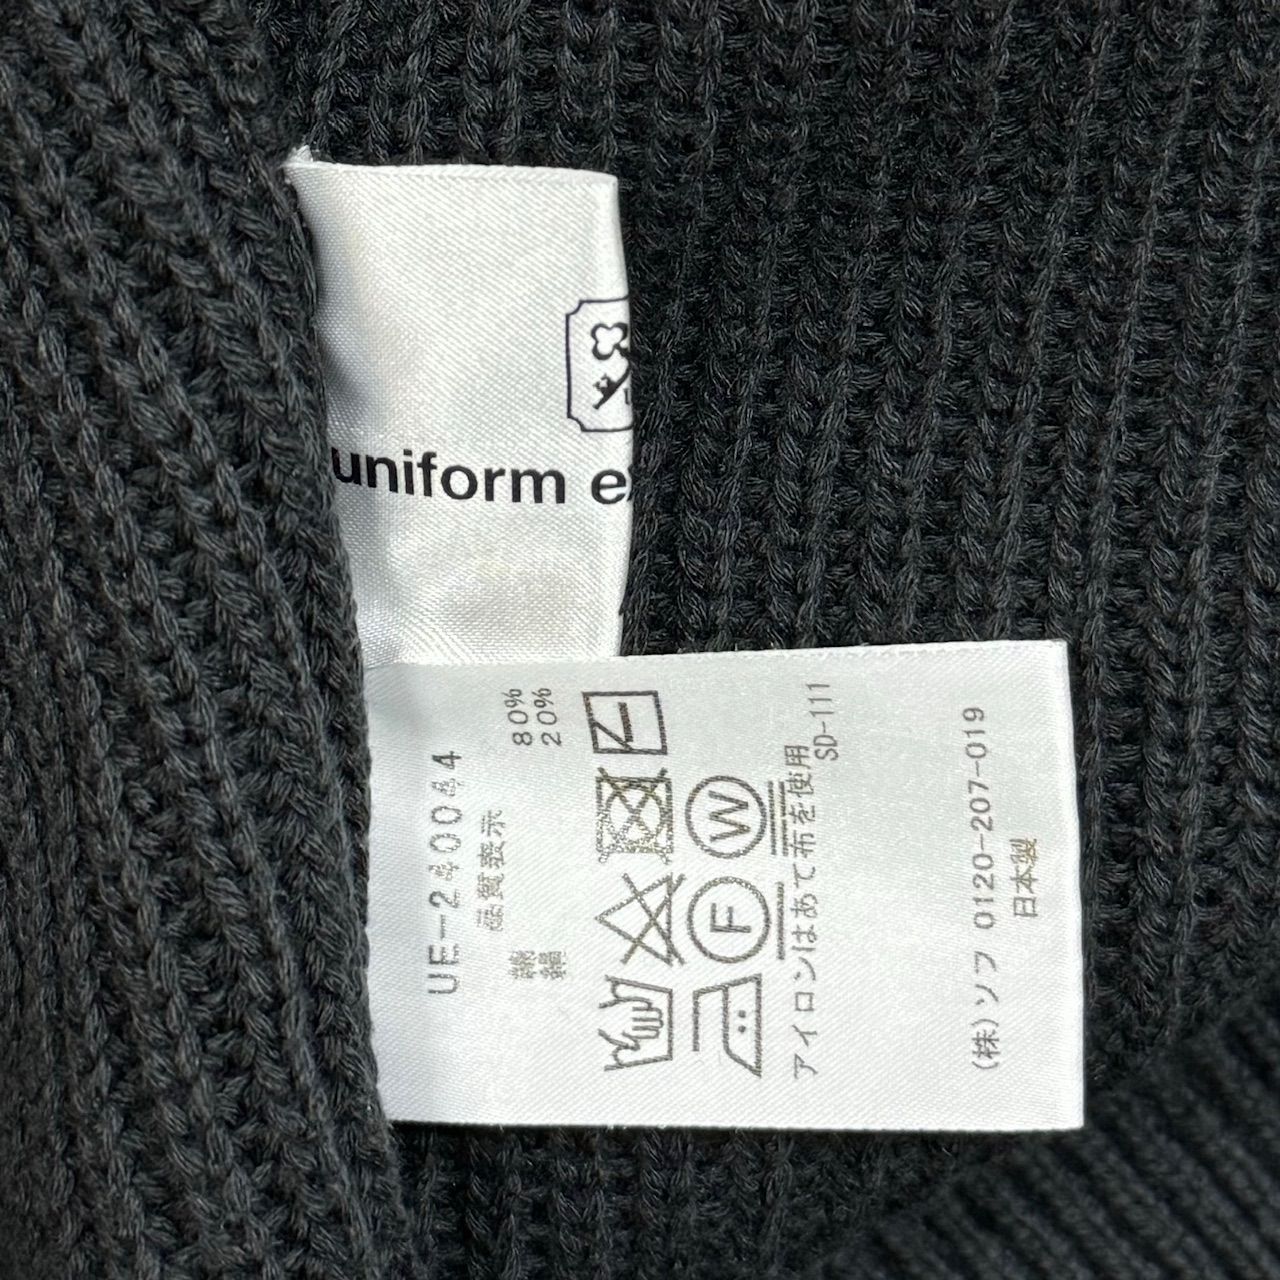 uniform e
UE-24004
品質表示
綿 80%
絹 20%
F W
アイロンはあて布を使用
SD-111
(株)ソフ 0120-207-019
日本製